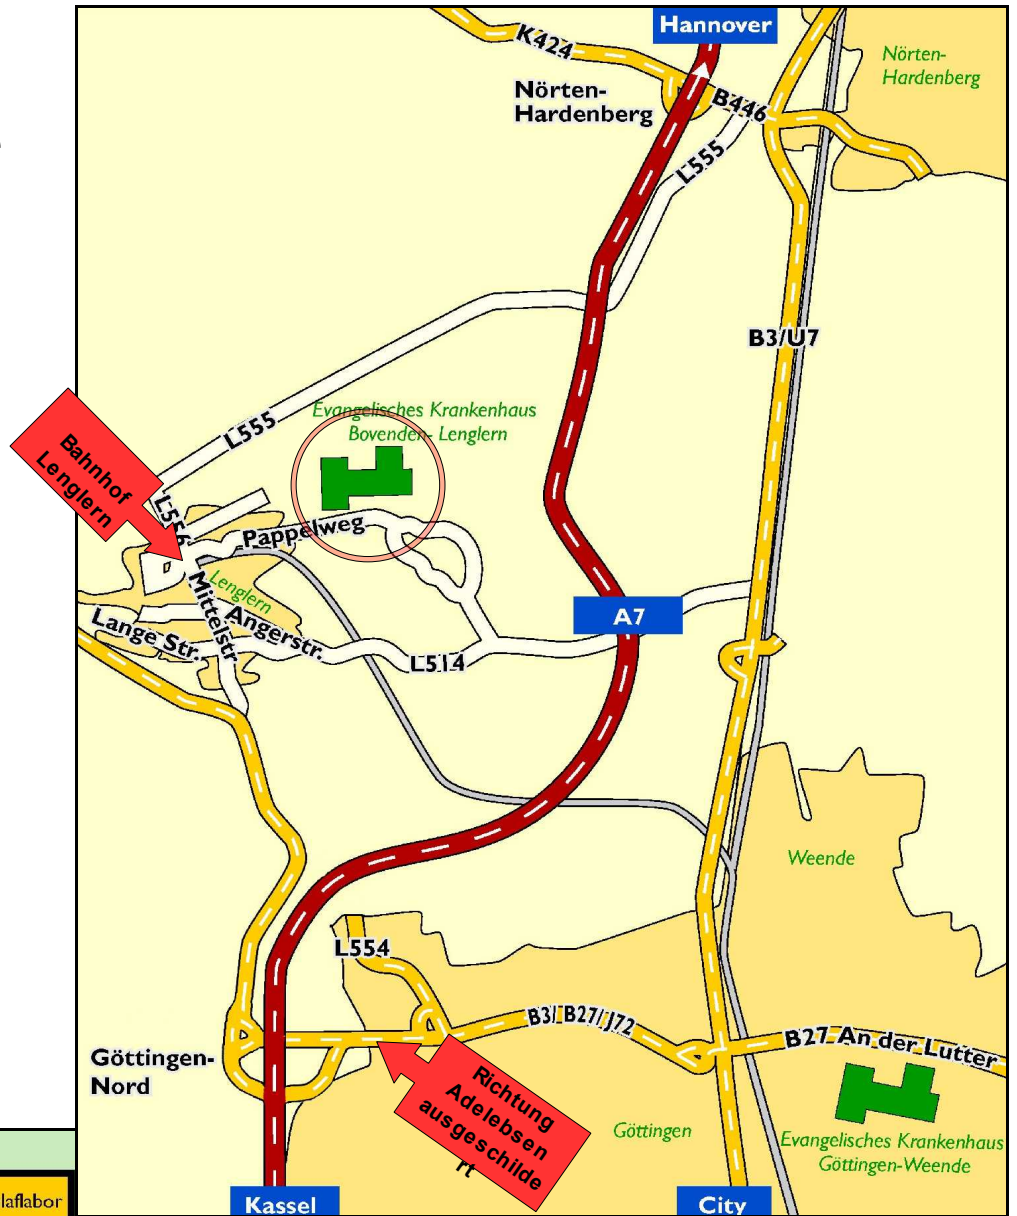 Hannover
K424
Nörten-
Hardenberg
Nörten-
Hardenberg
B446
L555
B3/U7
Evangelisches Krankenhaus
Bovenden- Lenglern
L555
Bahnhof
Lenglern
L556
Pappelweg
Lenglern
Mittelstr.
Angerstr.
Lange Str.
A7
L514
Weende
L554
B3/ B27/ J72
B27 An der Lutter
Göttingen-
Nord
Richtung
Adelebsen
ausgeschilde
rt
Göttingen
Evangelisches Krankenhaus
Göttingen-Weende
Kassel
City